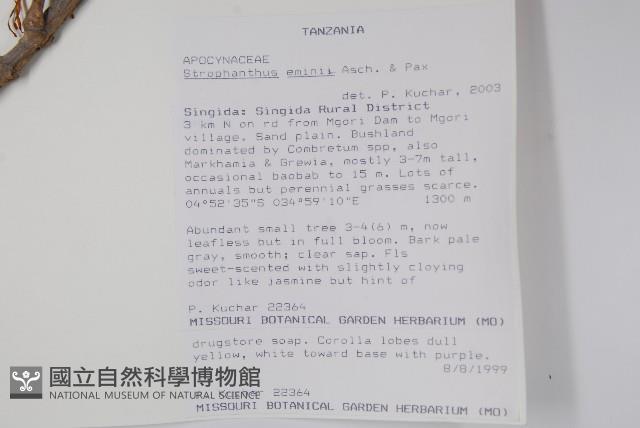 TANZANIA
APOCYNACEAE
Strophanthus eminii Asch. & Pax
det. P. Kuchar, 2003
Singida: Singida Rural District
3 km N on rd from Mgori Dam to Mgori
village. Sand plain. Bushland
dominated by Combretum spp, also
Markhamia & Grewia, mostly 3-7m tall,
occasional baobab to 15 m. Lots of
annuals but perennial grasses scarce.
04°52'35"S 034°59'10"E 1300 m
Abundant small tree 3-4(6) m, now
leafless but in full bloom. Bark pale
gray, smooth; clear sap. Fls
sweet-scented with slightly cloying
odor like jasmine but hint of
P. Kuchar 22364
MISSOURI BOTANICAL GARDEN HERBARIUM (MO)
drugstore soap. Corolla lobes dull
yellow, white toward base with purple.
8/8/1999
國立自然科學博物館
NATIONAL MUSEUM OF NATURAL SCIENCE
22364
MISSOURI BOTANICAL GARDEN HERBARIUM (MO)